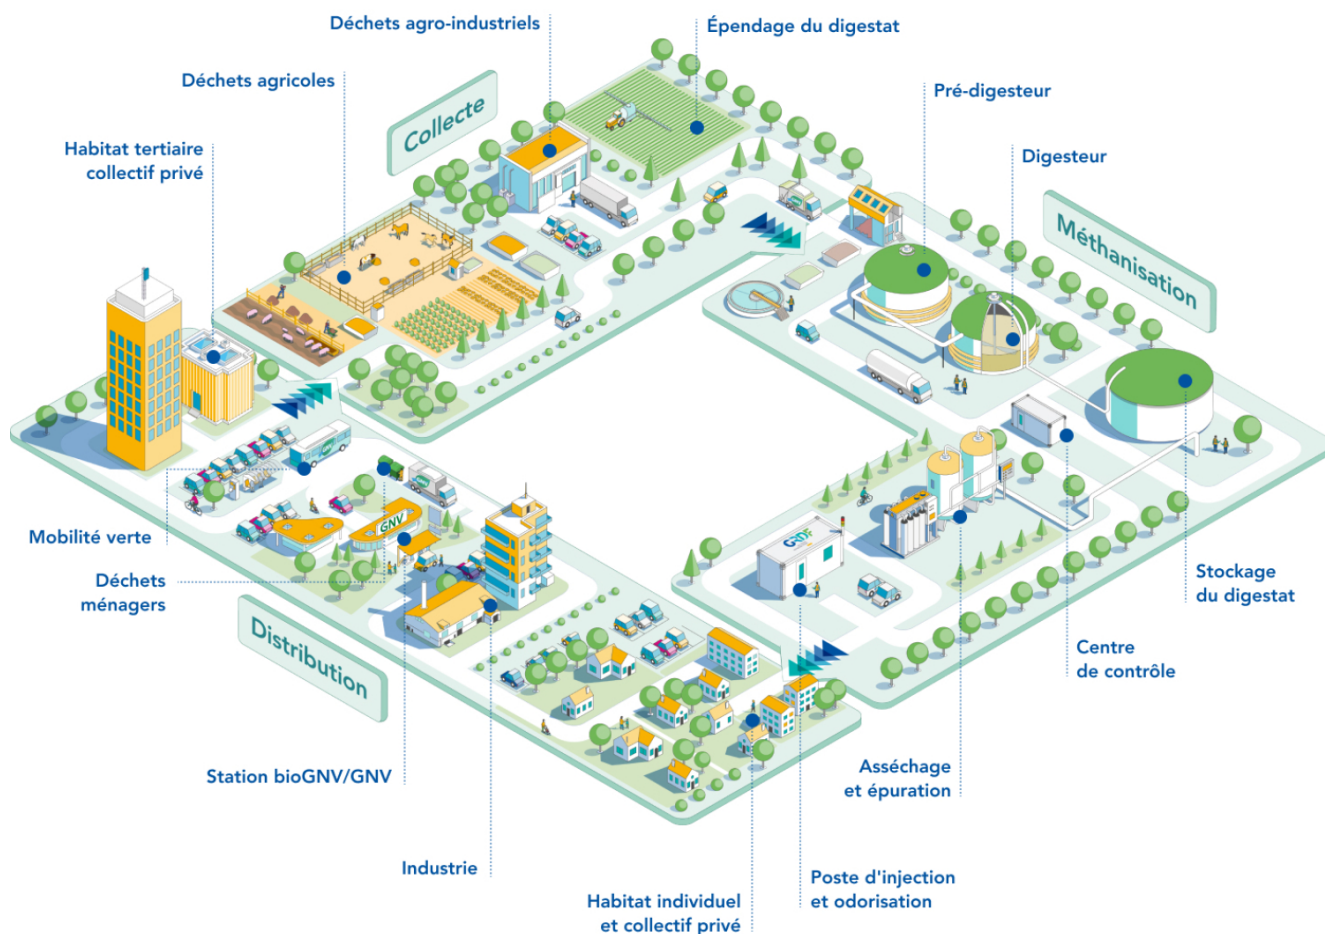 Déchets agro-industriels
Épendage du digestat
Déchets agricoles
Collecte
Pré-digesteur
Habitat tertiaire
collectif privé
Digesteur
Méthanisation
Mobilité verte
GNV
GRDF
Déchets
ménagers
Stockage
du digestat
Distribution
Centre
de contrôle
Station bioGNV/GNV
Asséchage
et épuration
Industrie
Poste d'injection
et odorisation
Habitat individuel
et collectif privé